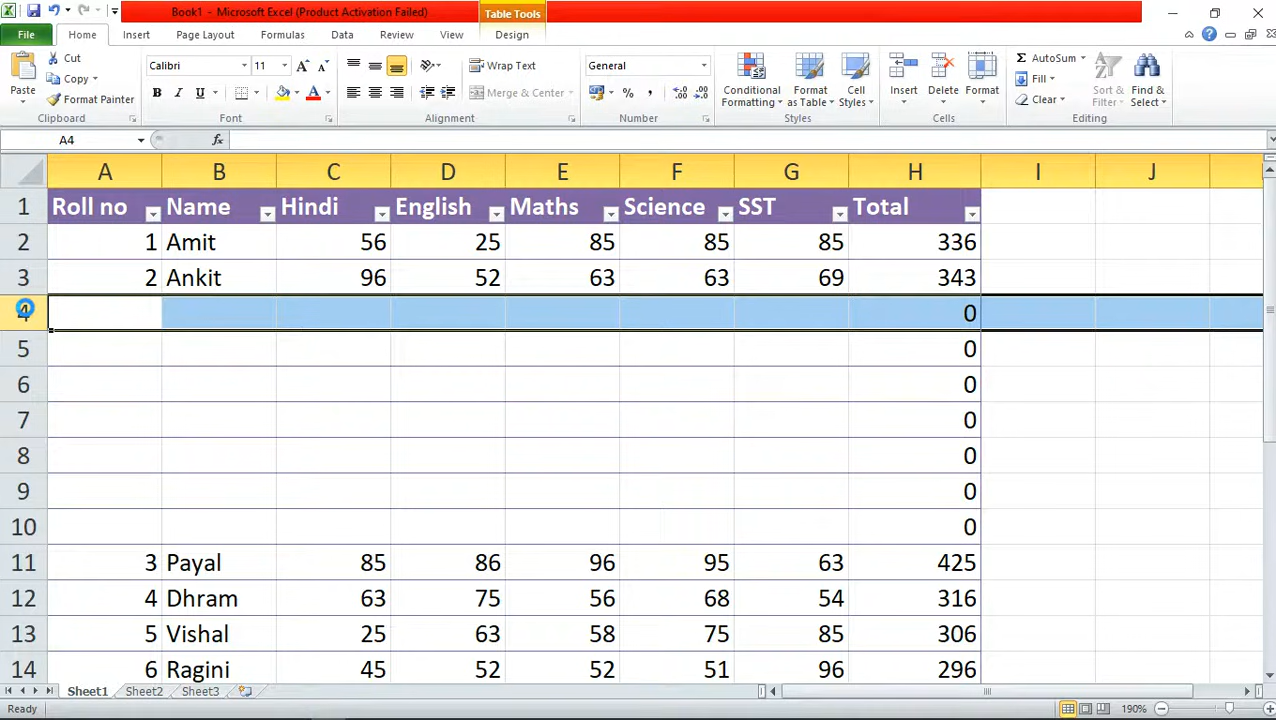 Book1 - Microsoft Excel (Product Activation Failed)
Table Tools
File Home Insert Page Layout Formulas Data Review View Design
Paste
Cut
Copy
Format Painter
Clipboard
Calibri 11
B I U
Font
Wrap Text
Merge & Center
Alignment
General
%
Number
Conditional Formatting
Format as Table
Cell Styles
Styles
Insert
Delete
Format
Cells
Σ AutoSum
Fill
Clear
Sort & Filter
Find & Select
Editing
A4 fx
A B C D E F G H I J
1 Roll no Name Hindi English Maths Science SST Total
2 1 Amit 56 25 85 85 85 336
3 2 Ankit 96 52 63 63 69 343
4 0
5 0
6 0
7 0
8 0
9 0
10 0
11 3 Payal 85 86 96 95 63 425
12 4 Dhram 63 75 56 68 54 316
13 5 Vishal 25 63 58 75 85 306
14 6 Ragini 45 52 52 51 96 296
Sheet1 Sheet2 Sheet3
Ready 190%